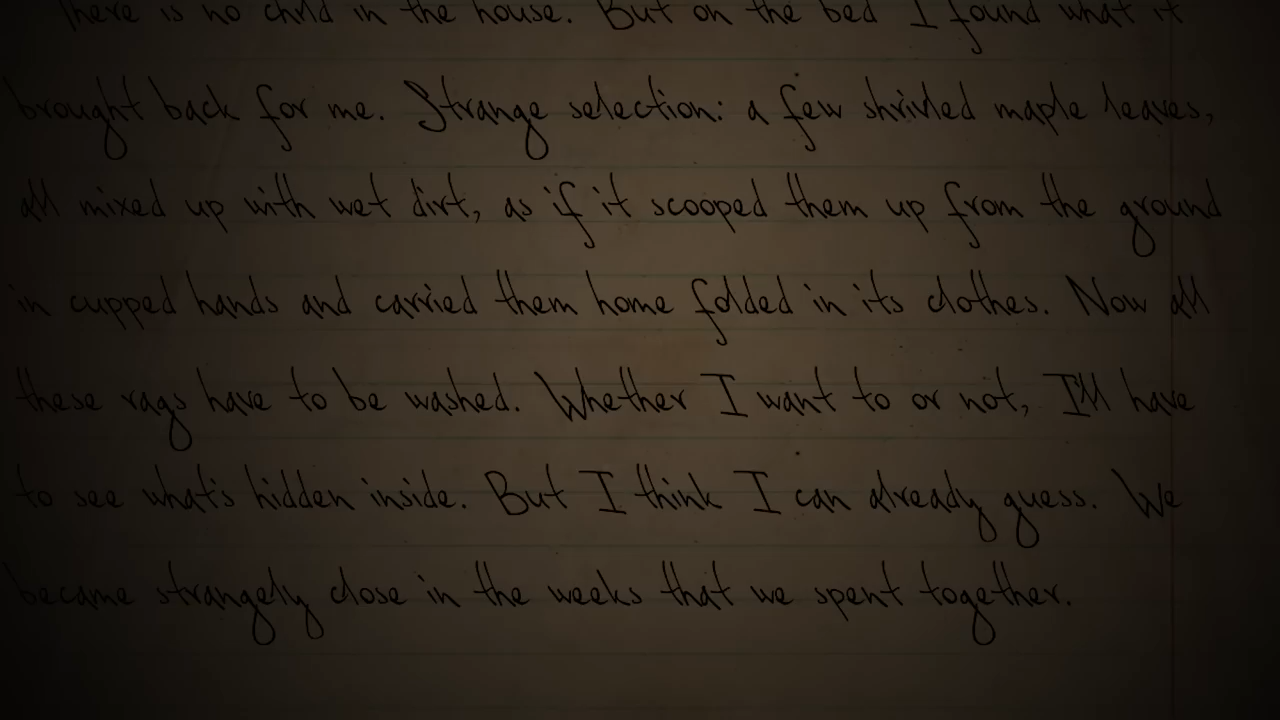 There is no child in the house. But on the bed I found what it
brought back for me. Strange selection: a few shrivled maple leaves,
all mixed up with wet dirt, as if it scooped them up from the ground
in cupped hands and carried them home folded in its clothes. Now all
these rags have to be washed. Whether I want to or not, I'll have
to see what's hidden inside. But I think I can already guess. We
became strangely close in the weeks that we spent together.